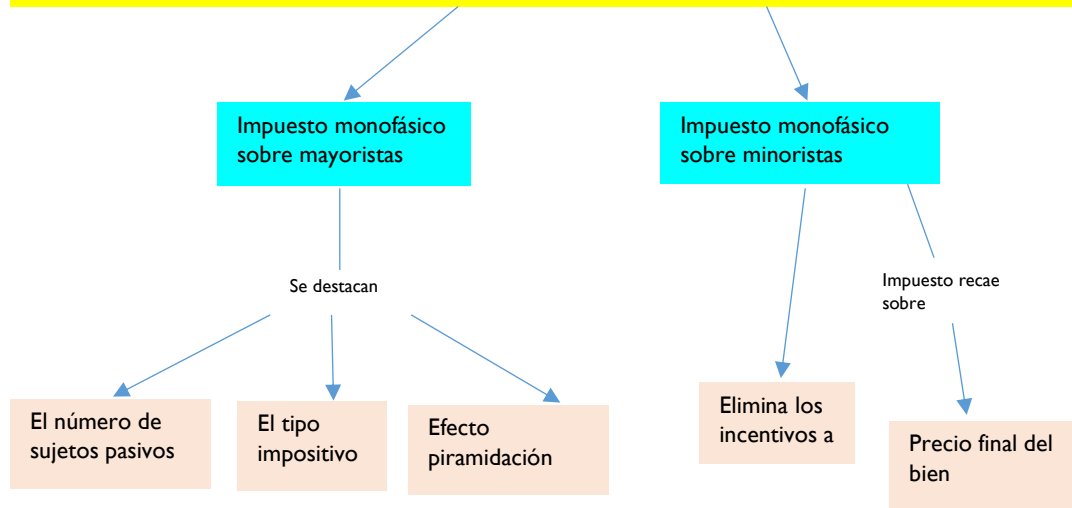 Impuesto monofásico
sobre mayoristas
Impuesto monofásico
sobre minoristas
Se destacan
Impuesto recae
sobre
El número de
sujetos pasivos
El tipo
impositivo
Efecto
piramidación
Elimina los
incentivos a
Precio final del
bien